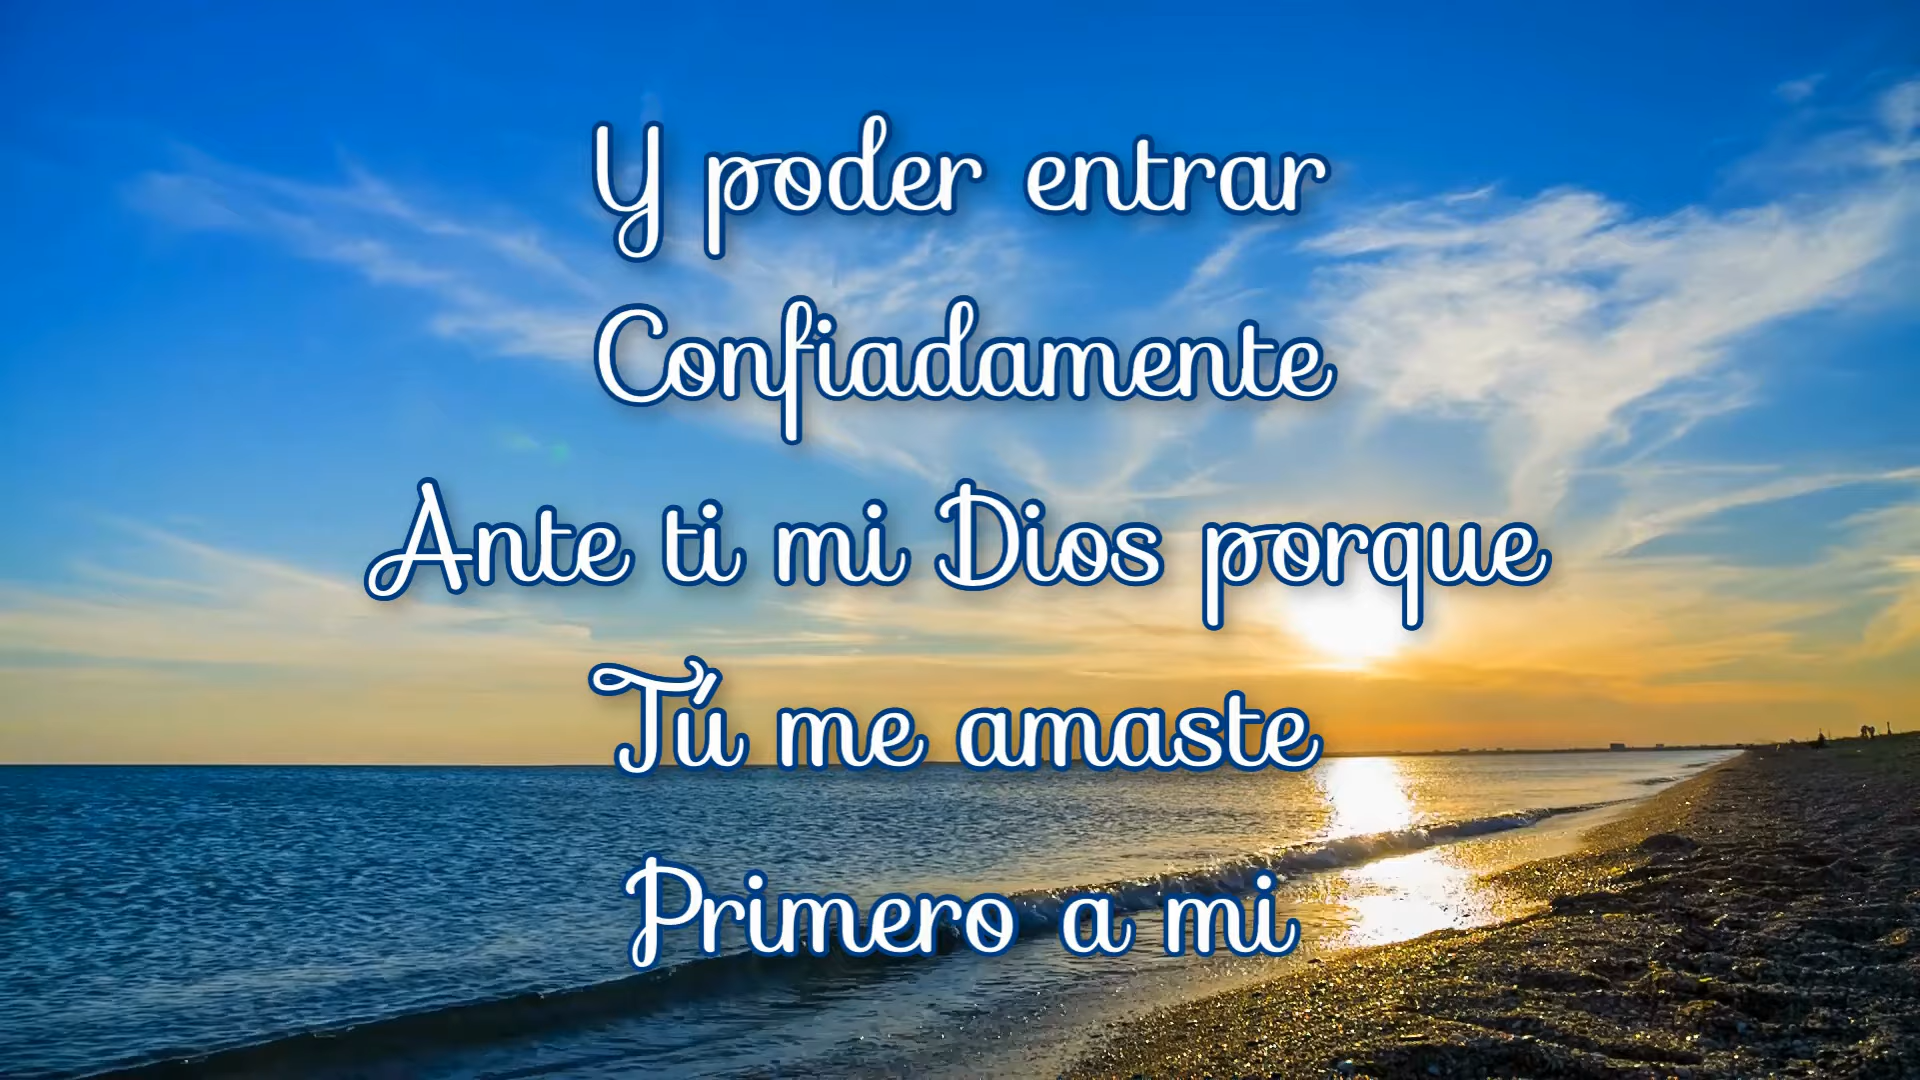 Y poder entrar
Confiadamente
Ante ti mi Dios porque
Tú me amaste
Primero a mi